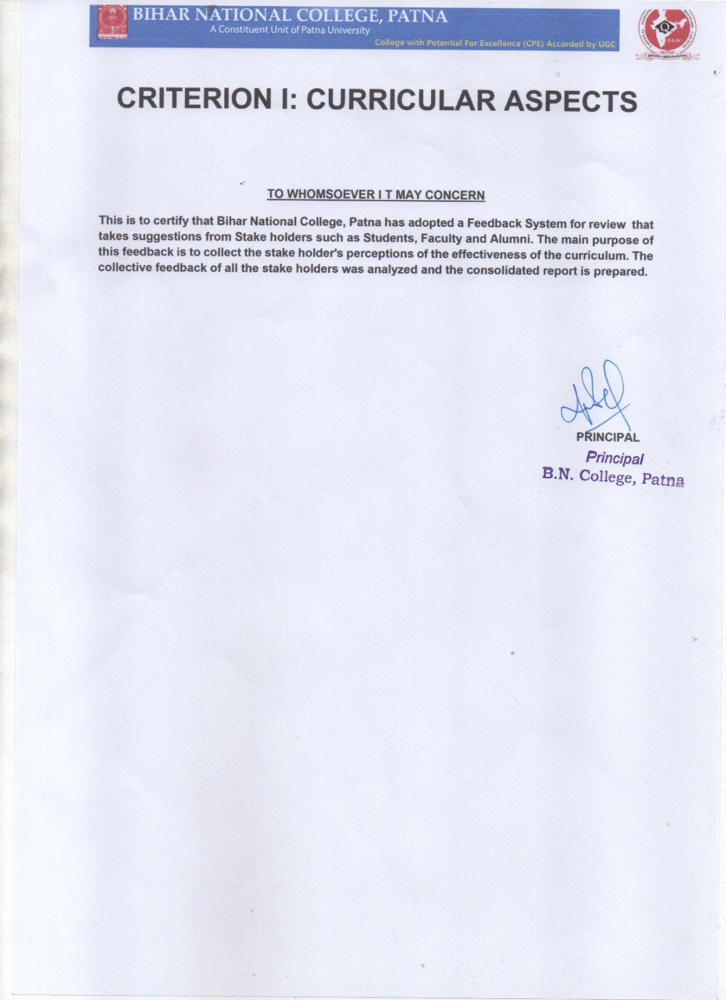 BIHAR NATIONAL COLLEGE, PATNA
A Constituent Unit of Patna University
College with Potential For Excellence (CPE) Accorded by UGC
NAAC
CRITERION I: CURRICULAR ASPECTS
TO WHOMSOEVER I T MAY CONCERN
This is to certify that Bihar National College, Patna has adopted a Feedback System for review that
takes suggestions from Stake holders such as Students, Faculty and Alumni. The main purpose of
this feedback is to collect the stake holder's perceptions of the effectiveness of the curriculum. The
collective feedback of all the stake holders was analyzed and the consolidated report is prepared.
PRINCIPAL
Principal
B.N. College, Patna